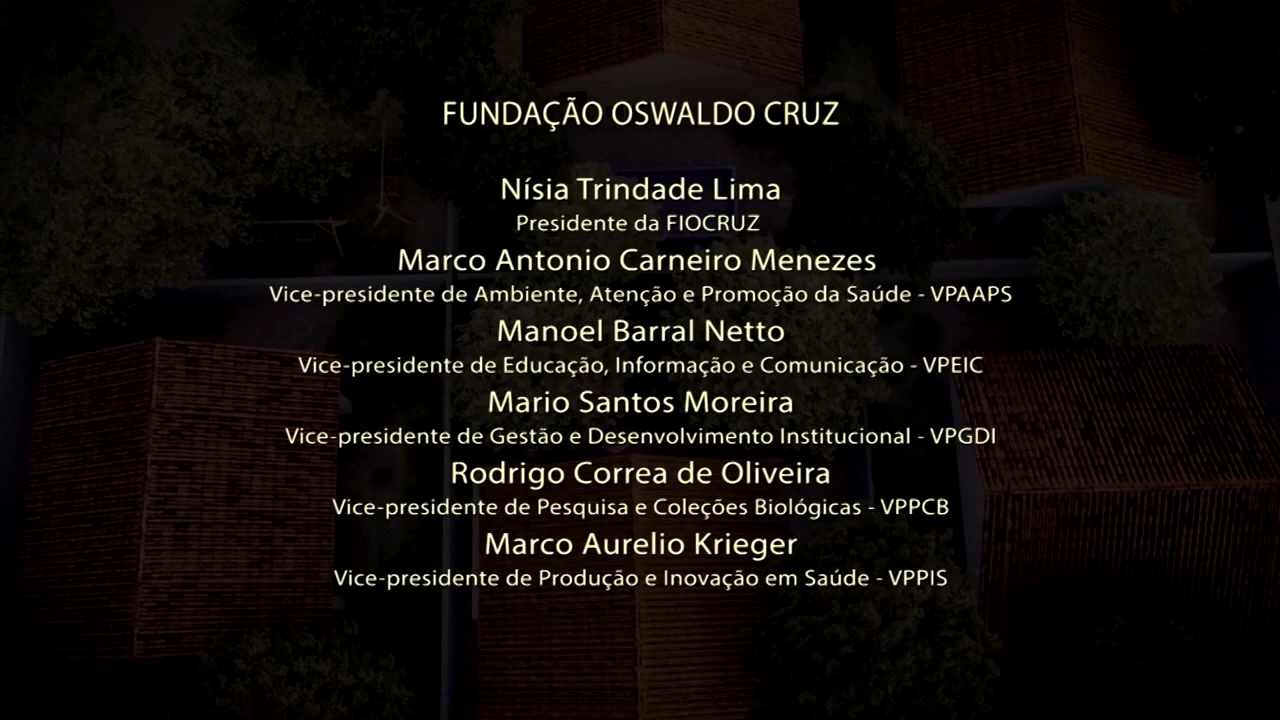 FUNDAÇÃO OSWALDO CRUZ
Nísia Trindade Lima
Presidente da FIOCRUZ
Marco Antonio Carneiro Menezes
Vice-presidente de Ambiente, Atenção e Promoção da Saúde - VPAAPS
Manoel Barral Netto
Vice-presidente de Educação, Informação e Comunicação - VPEIC
Mario Santos Moreira
Vice-presidente de Gestão e Desenvolvimento Institucional - VPGDI
Rodrigo Correa de Oliveira
Vice-presidente de Pesquisa e Coleções Biológicas - VPPCB
Marco Aurelio Krieger
Vice-presidente de Produção e Inovação em Saúde - VPPIS